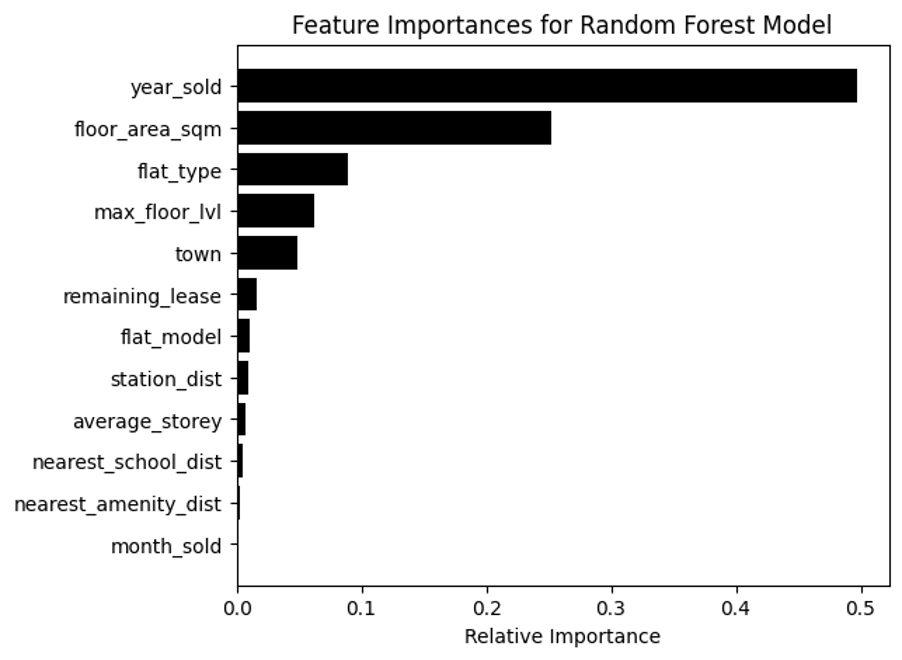 Feature Importances for Random Forest Model
year_sold
floor_area_sqm
flat_type
max_floor_lvl
town
remaining_lease
flat_model
station_dist
average_storey
nearest_school_dist
nearest_amenity_dist
month_sold
0.0 0.1 0.2 0.3 0.4 0.5
Relative Importance